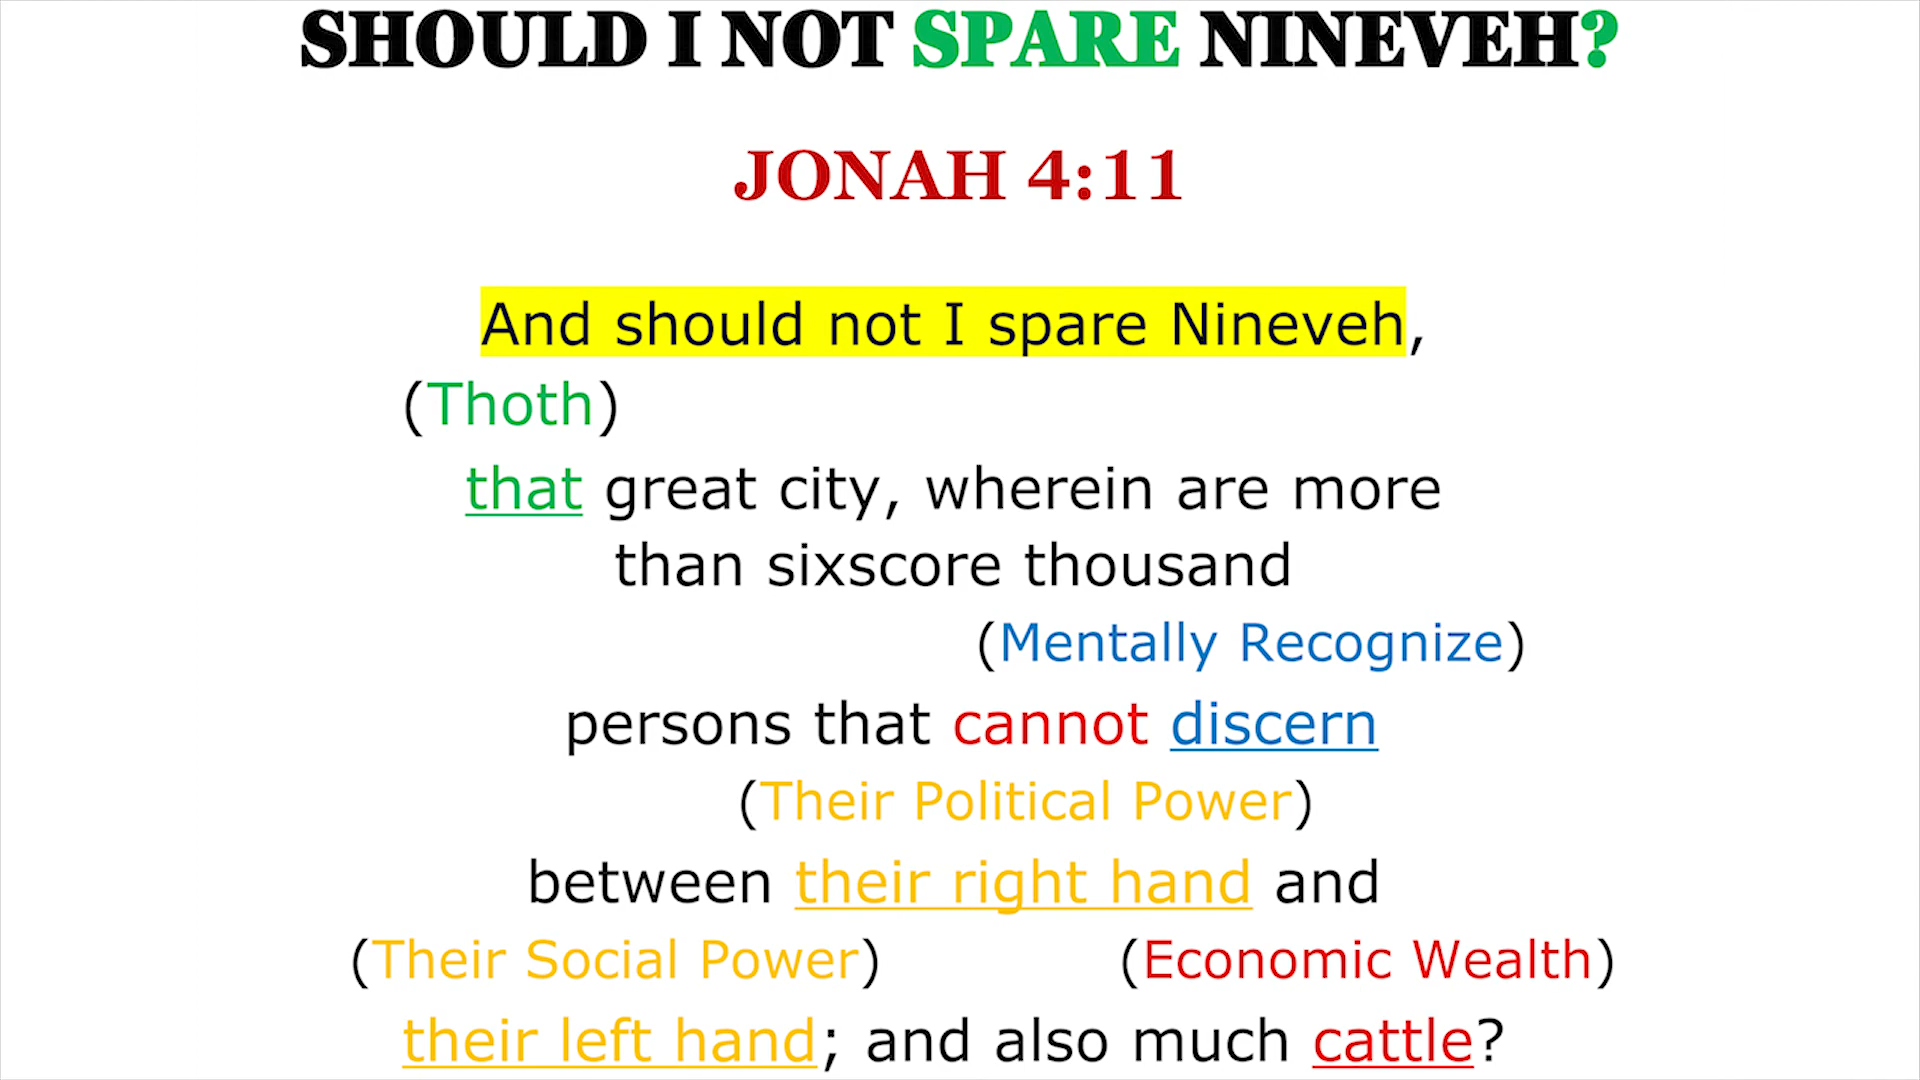 SHOULD I NOT SPARE NINEVEH?
JONAH 4:11
And should not I spare Nineveh,
(Thoth)
that great city, wherein are more
than sixscore thousand
(Mentally Recognize)
persons that cannot discern
(Their Political Power)
between their right hand and
(Their Social Power) (Economic Wealth)
their left hand; and also much cattle?